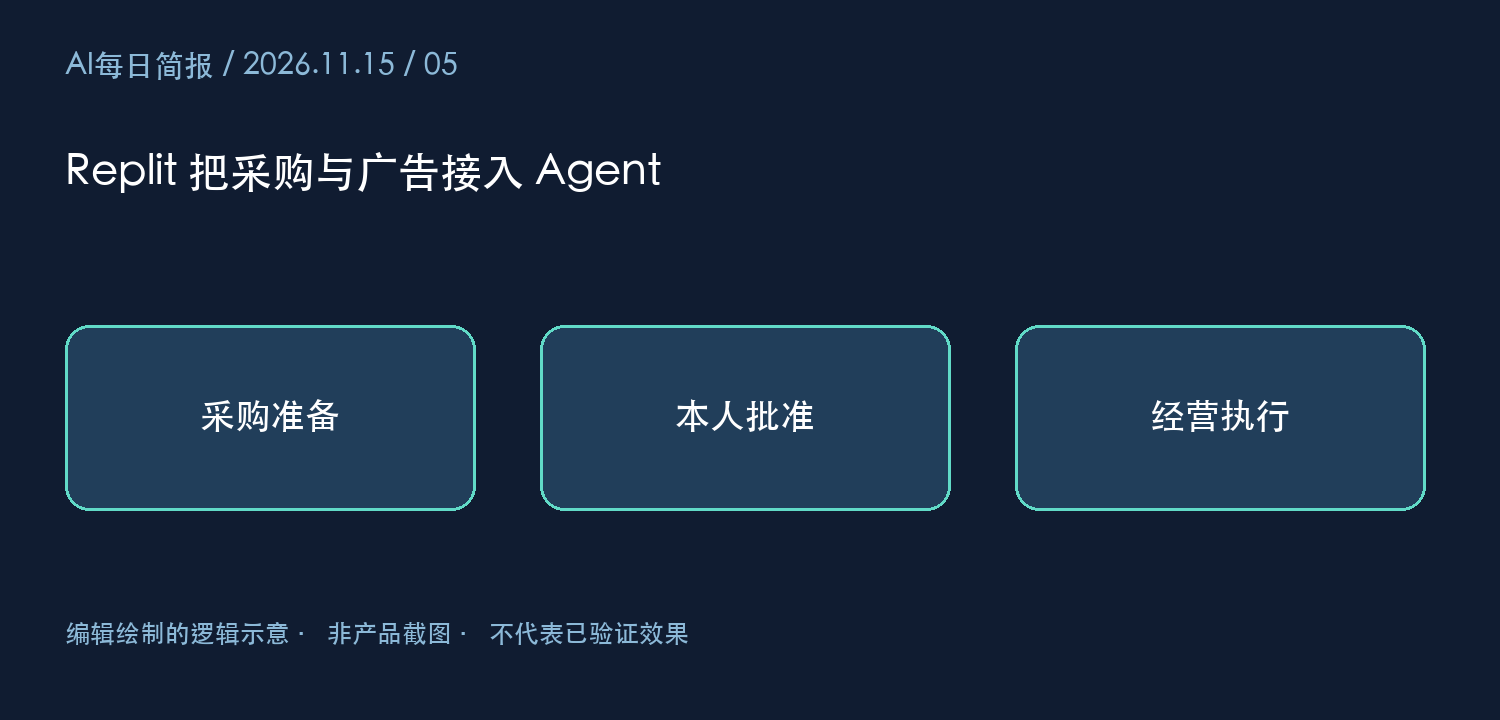 AI每日简报 / 2026.11.15 / 05
Replit 把采购与广告接入 Agent
采购准备
本人批准
经营执行
编辑绘制的逻辑示意 · 非产品截图 · 不代表已验证效果